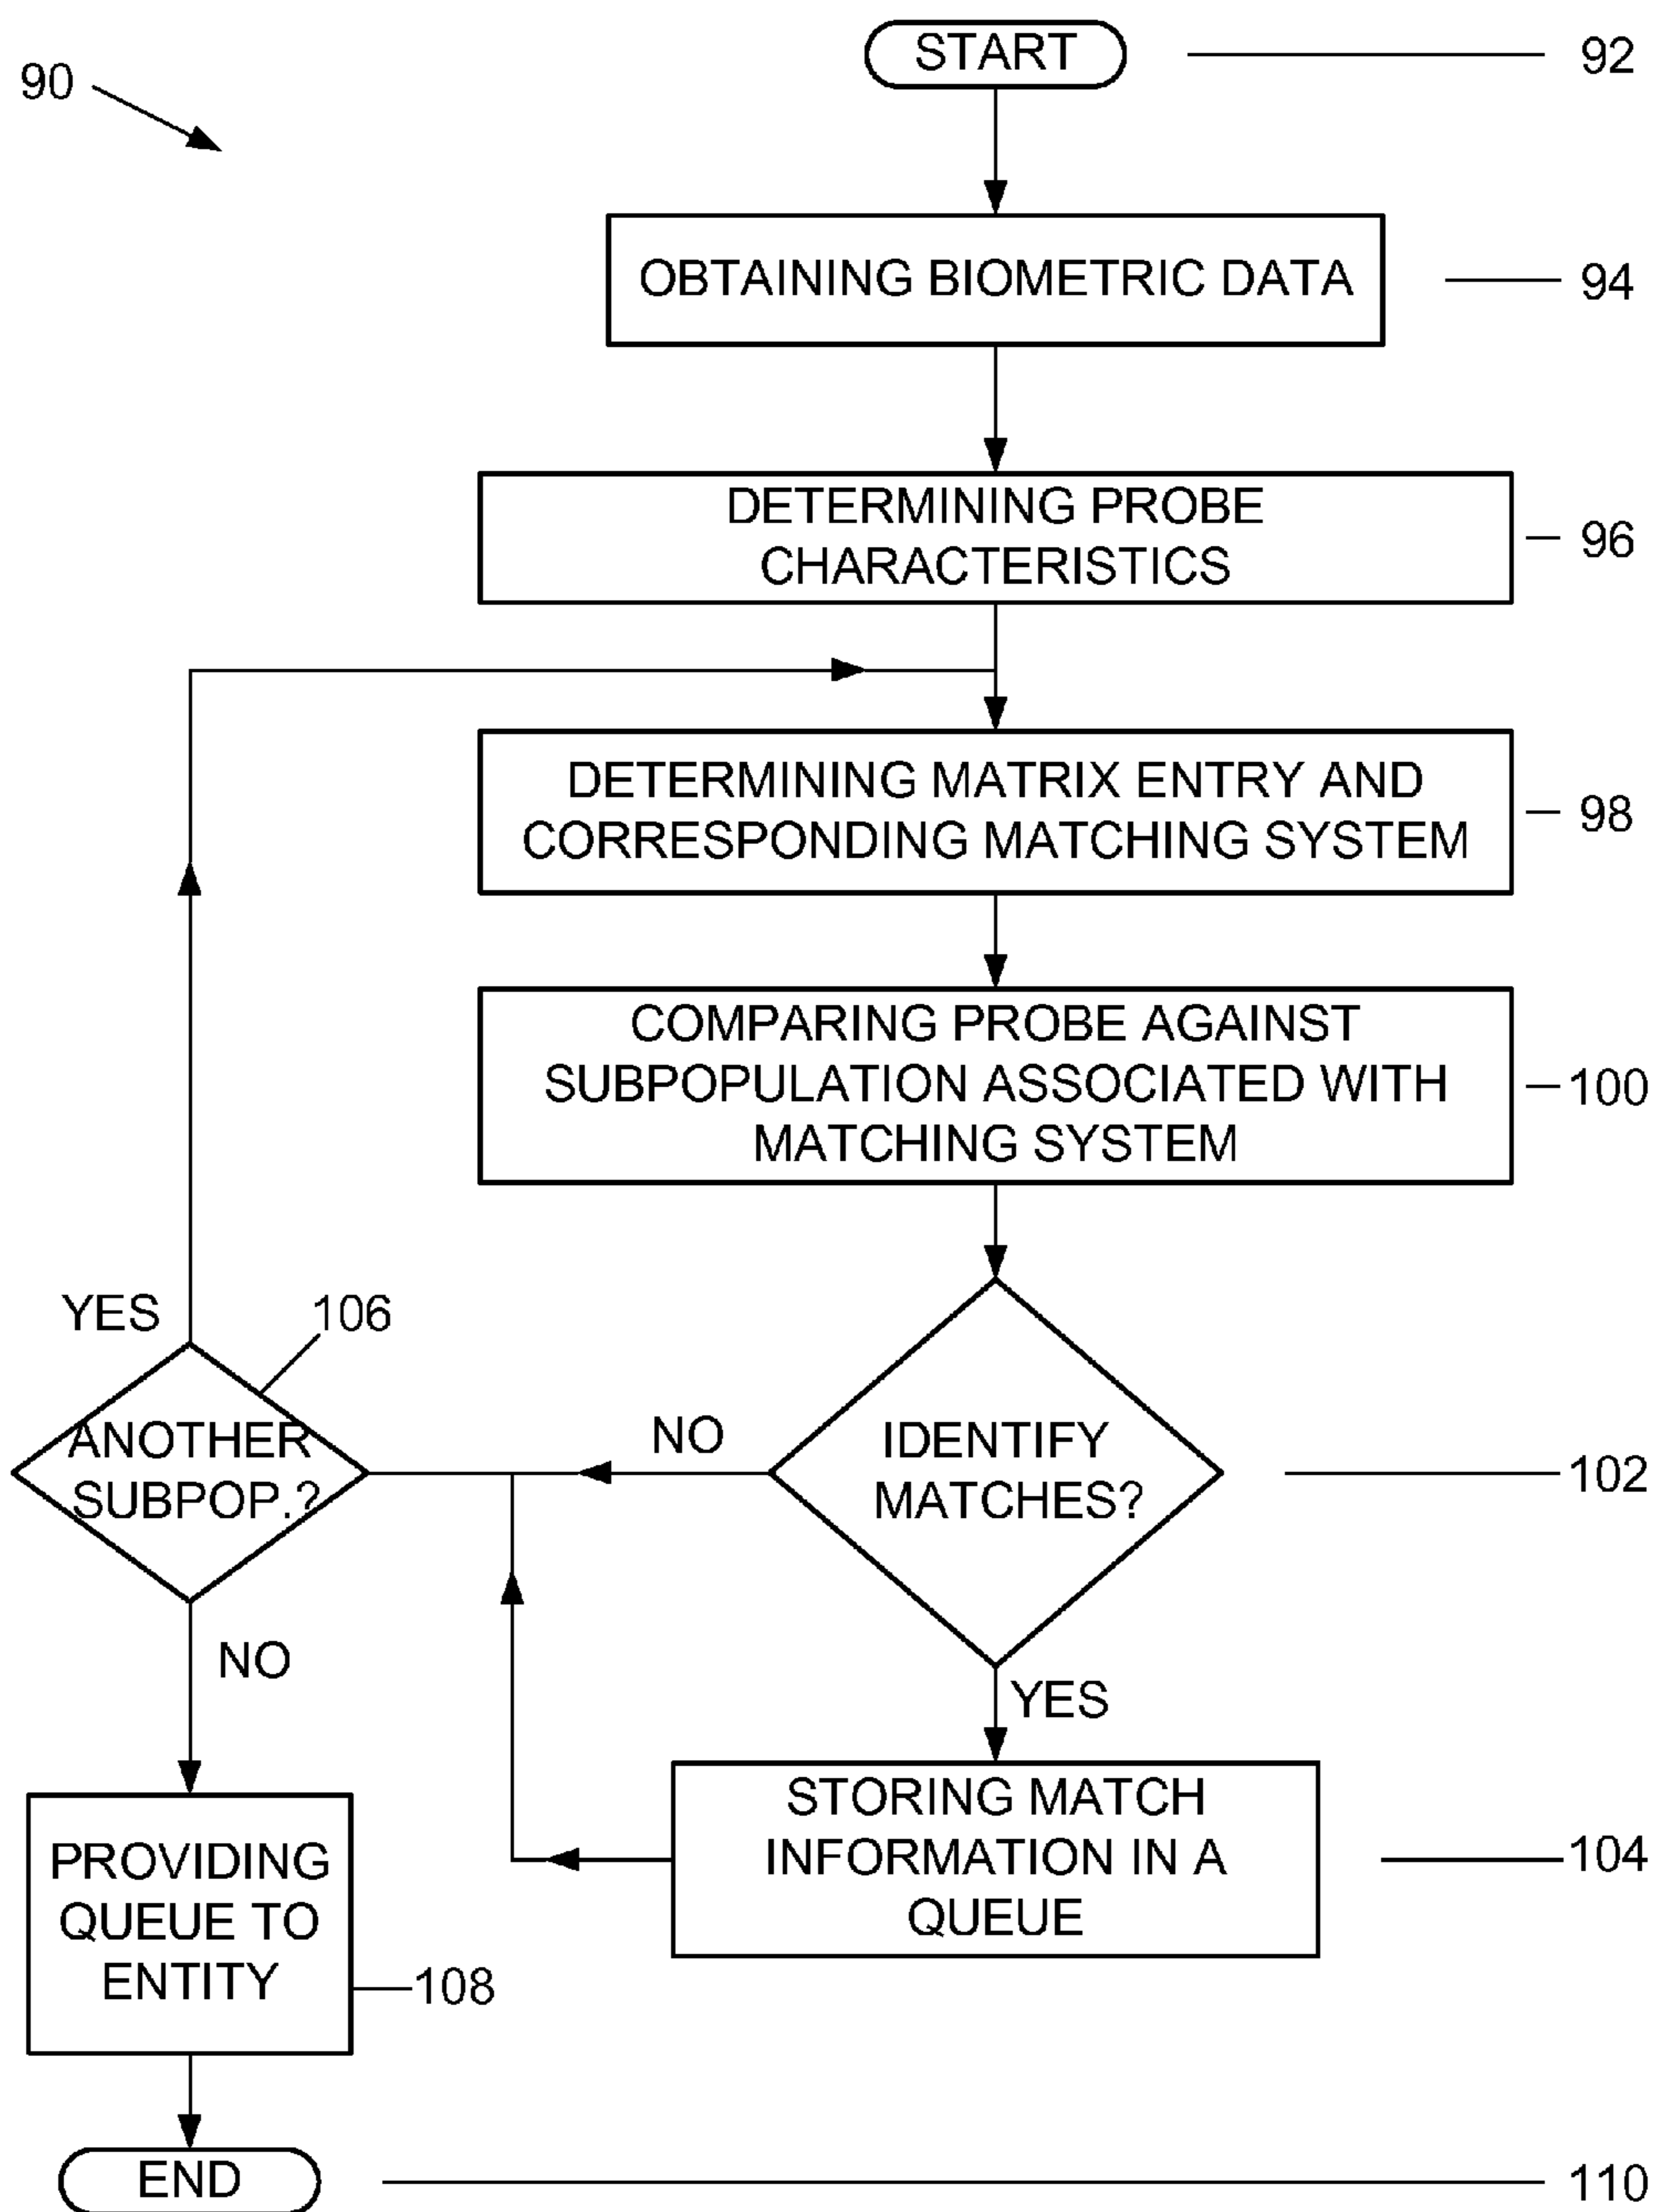 START
92
90
OBTAINING BIOMETRIC DATA
94
DETERMINING PROBE
CHARACTERISTICS
96
DETERMINING MATRIX ENTRY AND
CORRESPONDING MATCHING SYSTEM
98
COMPARING PROBE AGAINST
SUBPOPULATION ASSOCIATED WITH
MATCHING SYSTEM
100
YES
106
ANOTHER
SUBPOP.?
NO
IDENTIFY
MATCHES?
102
NO
YES
STORING MATCH
INFORMATION IN A
QUEUE
104
PROVIDING
QUEUE TO
ENTITY
108
END
110